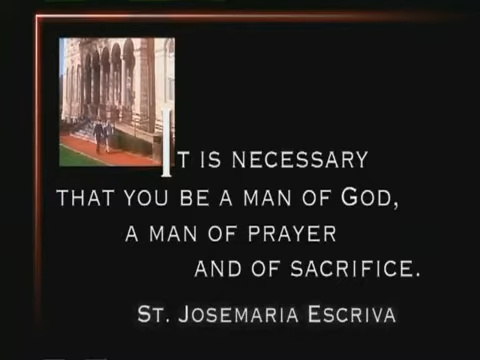 IT IS NECESSARY
THAT YOU BE A MAN OF GOD,
A MAN OF PRAYER
AND OF SACRIFICE.
ST. JOSEMARIA ESCRIVA